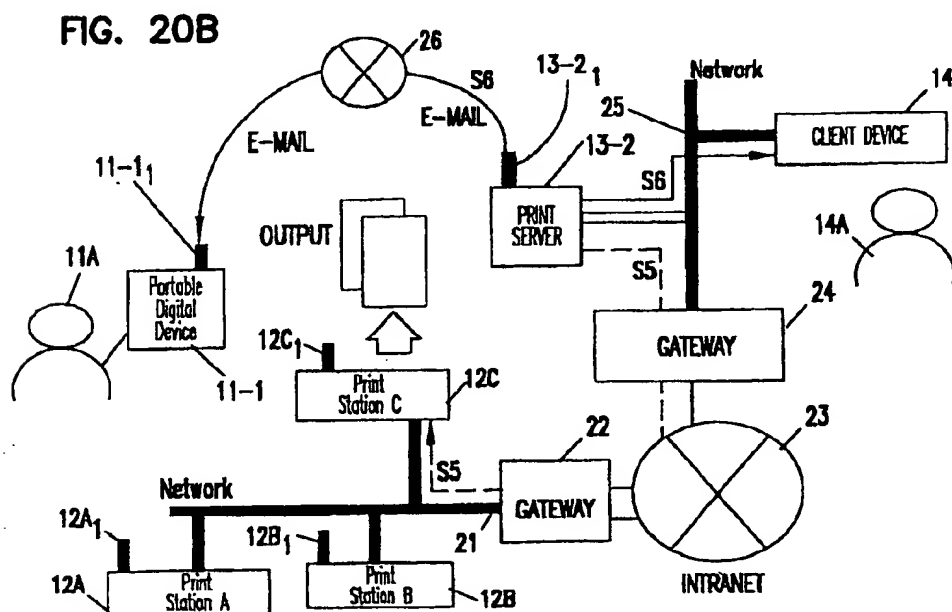 FIG. 20B
26
S6
13-2₁
Network
14
E-MAIL
E-MAIL
25
CLIENT DEVICE
11-1₁
13-2
S6
11A
OUTPUT
PRINT SERVER
14A
Portable Digital Device
S5
24
12C₁
GATEWAY
11-1
Print Station C
12C
22
23
S5
Network
GATEWAY
12A₁
12B₁
21
12A
Print Station A
Print Station B
12B
INTRANET